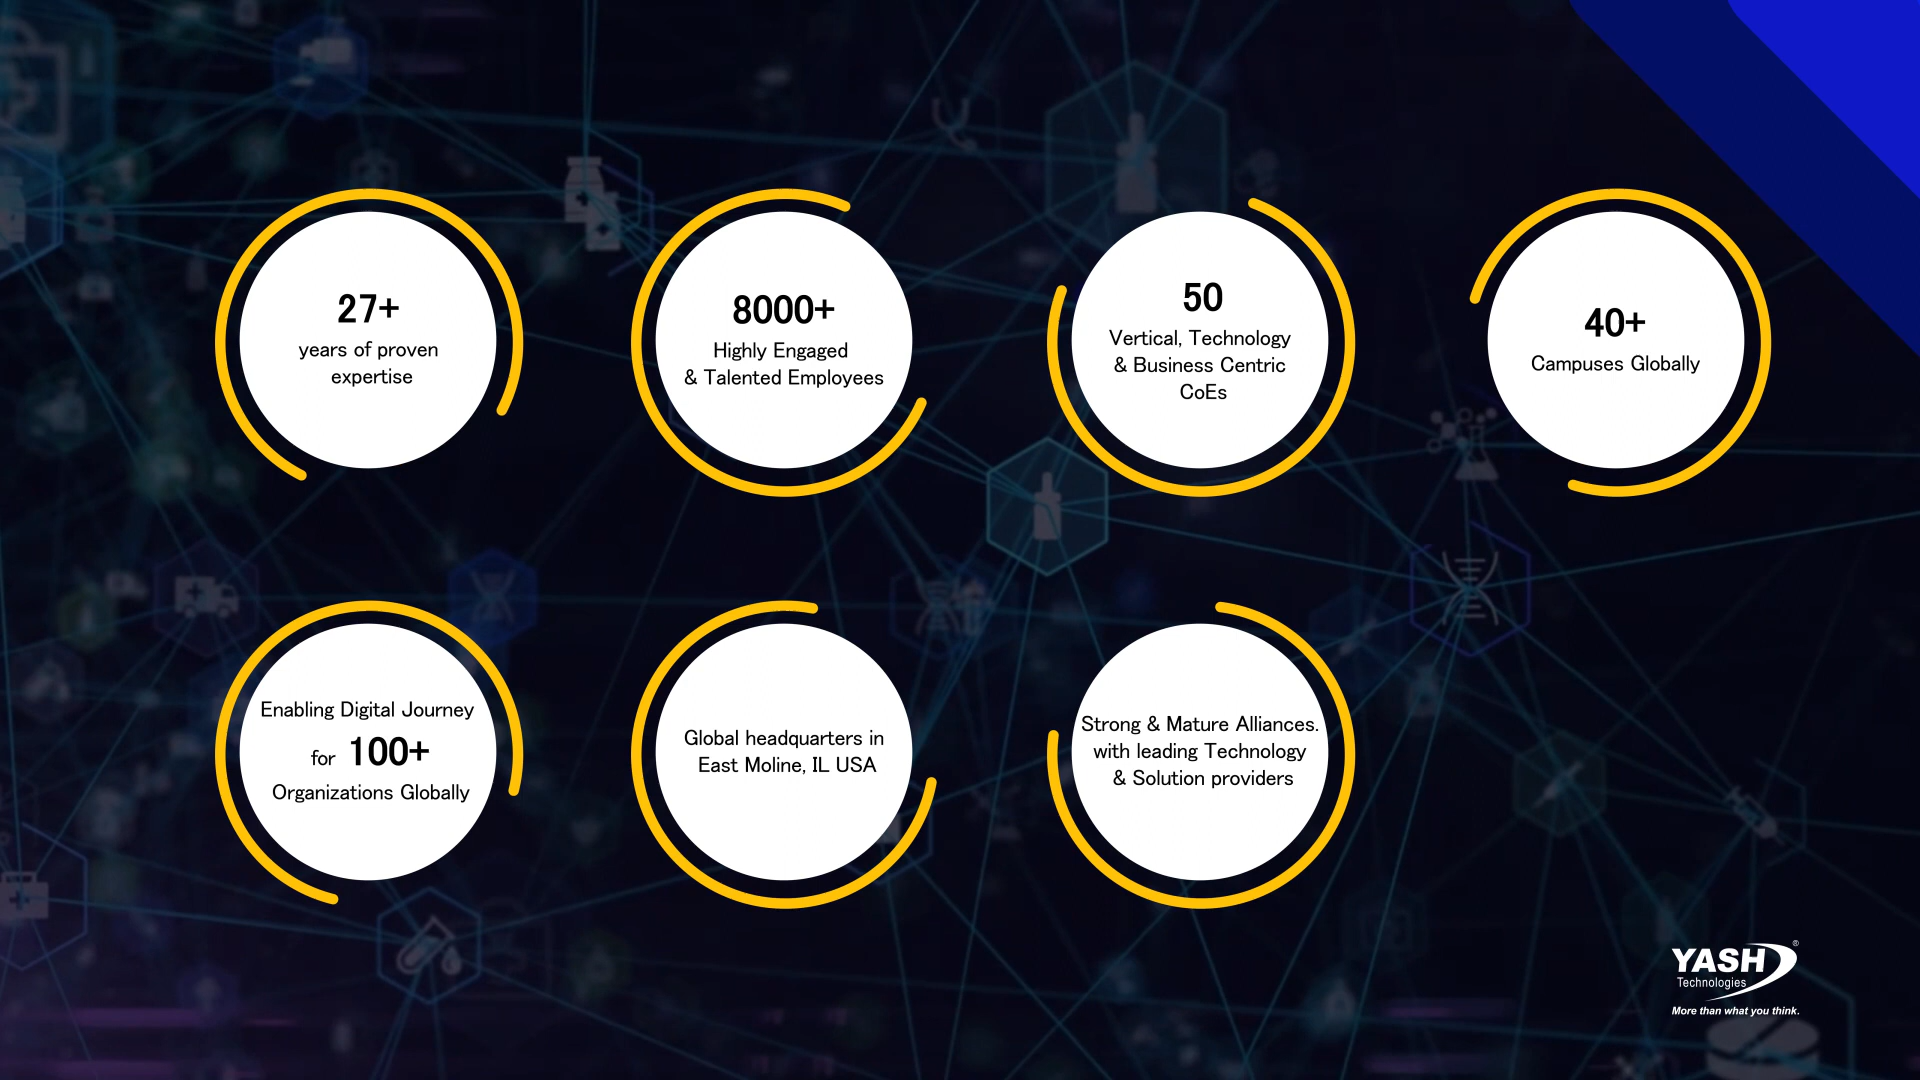 27+
years of proven
expertise
8000+
Highly Engaged
& Talented Employees
50
Vertical, Technology
& Business Centric
CoEs
40+
Campuses Globally
Enabling Digital Journey
for 100+
Organizations Globally
Global headquarters in
East Moline, IL USA
Strong & Mature Alliances.
with leading Technology
& Solution providers
YASH®
Technologies
More than what you think.